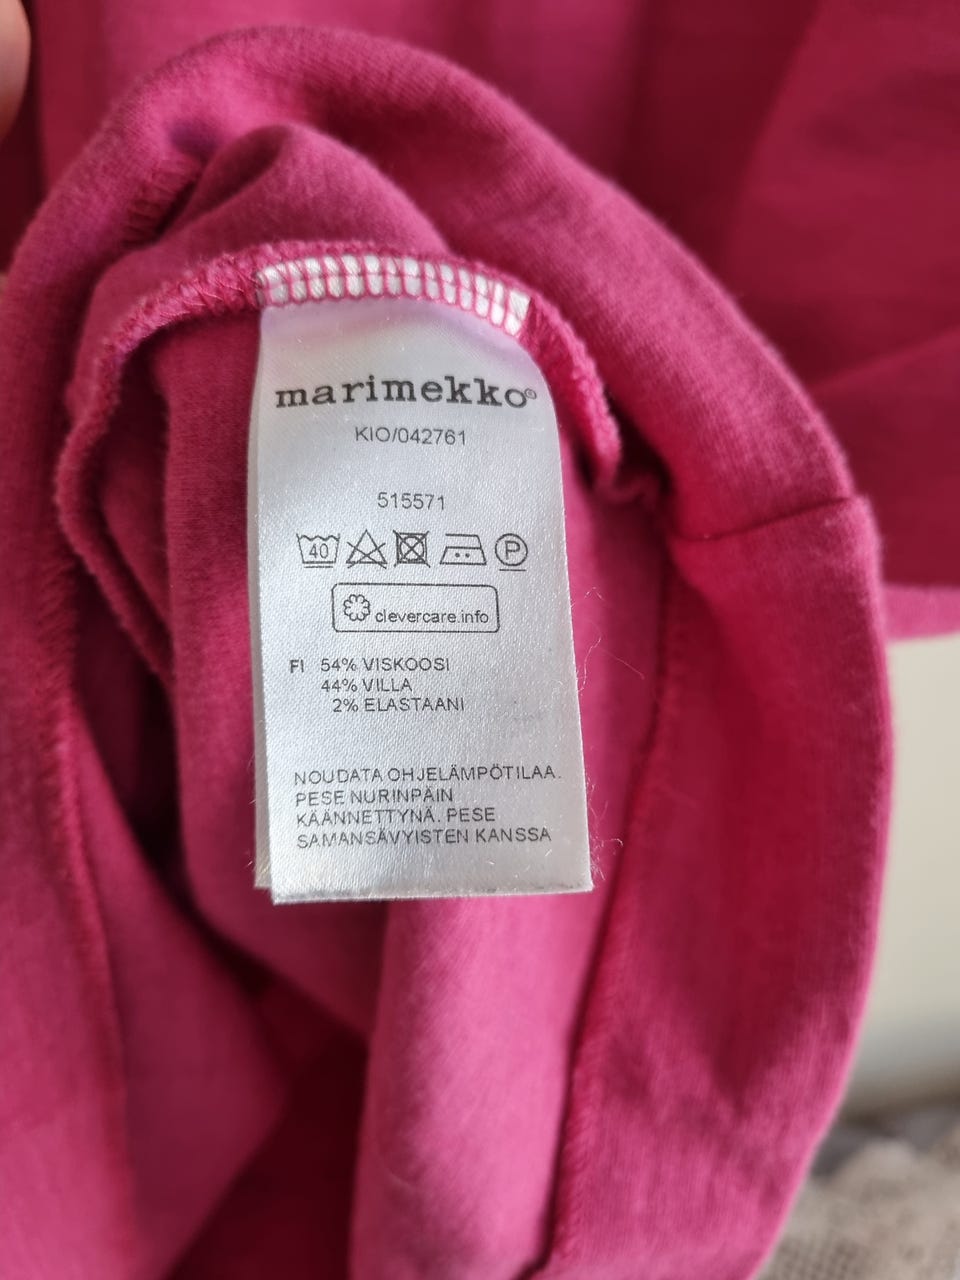 marimekko®
KIO/042761
515571
40 P
clevercare.info
FI 54% VISKOOSI
44% VILLA
2% ELASTAANI
NOUDATA OHJELÄMPÖTILAA.
PESE NURINPÄIN
KÄÄNNETTYNÄ. PESE
SAMANSÄVYISTEN KANSSA